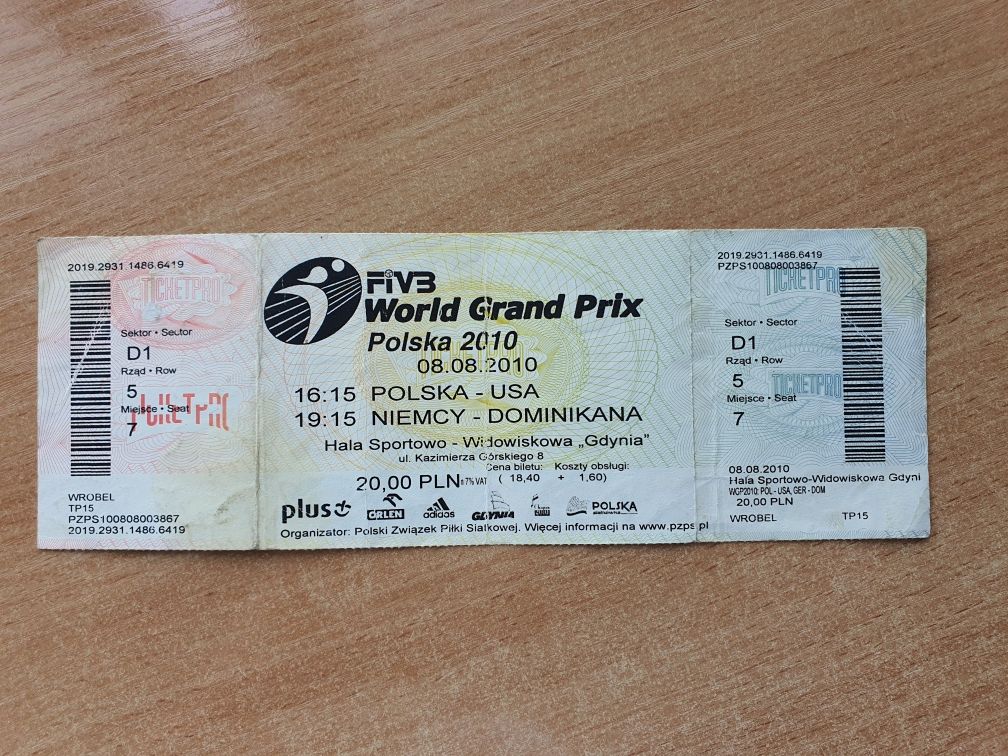 2019.2931.1486.6419
TICKETPRO
Sektor • Sector
D1
Rząd • Row
5
Miejsce • Seat
7
WROBEL
TP15
PZPS100808003867
2019.2931.1486.6419
FIVB
World Grand Prix
Polska 2010
08.08.2010
16:15 POLSKA - USA
19:15 NIEMCY - DOMINIKANA
Hala Sportowo - Widowiskowa „Gdynia"
ul. Kazimierza Górskiego 8
Cena biletu: Koszty obsługi:
20,00 PLN 7% VAT ( 18,40 + 1,60)
plus ORLEN adidas GDYNIA POLSKA
Organizator: Polski Związek Piłki Siatkowej. Więcej informacji na www.pzps.pl
2019.2931.1486.6419
PZPS100808003867
TICKETPRO
Sektor • Sector
D1
Rząd • Row
5
TICKETPRO
Miejsce • Seat
7
08.08.2010
Hala Sportowo-Widowiskowa Gdyni
WGP2010: POL - USA, GER - DOM
20,00 PLN
WROBEL TP15